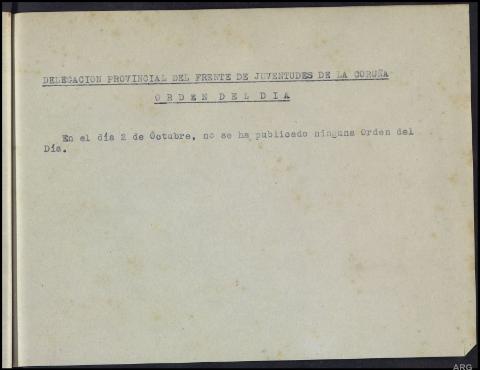 DELEGACION PROVINCIAL DEL FRENTE DE JUVENTUDES DE LA CORUÑA
O R D E N   D E L   D I A
En el día 2 de Octubre, no se ha publicado ninguna Orden del
Día.
ARG